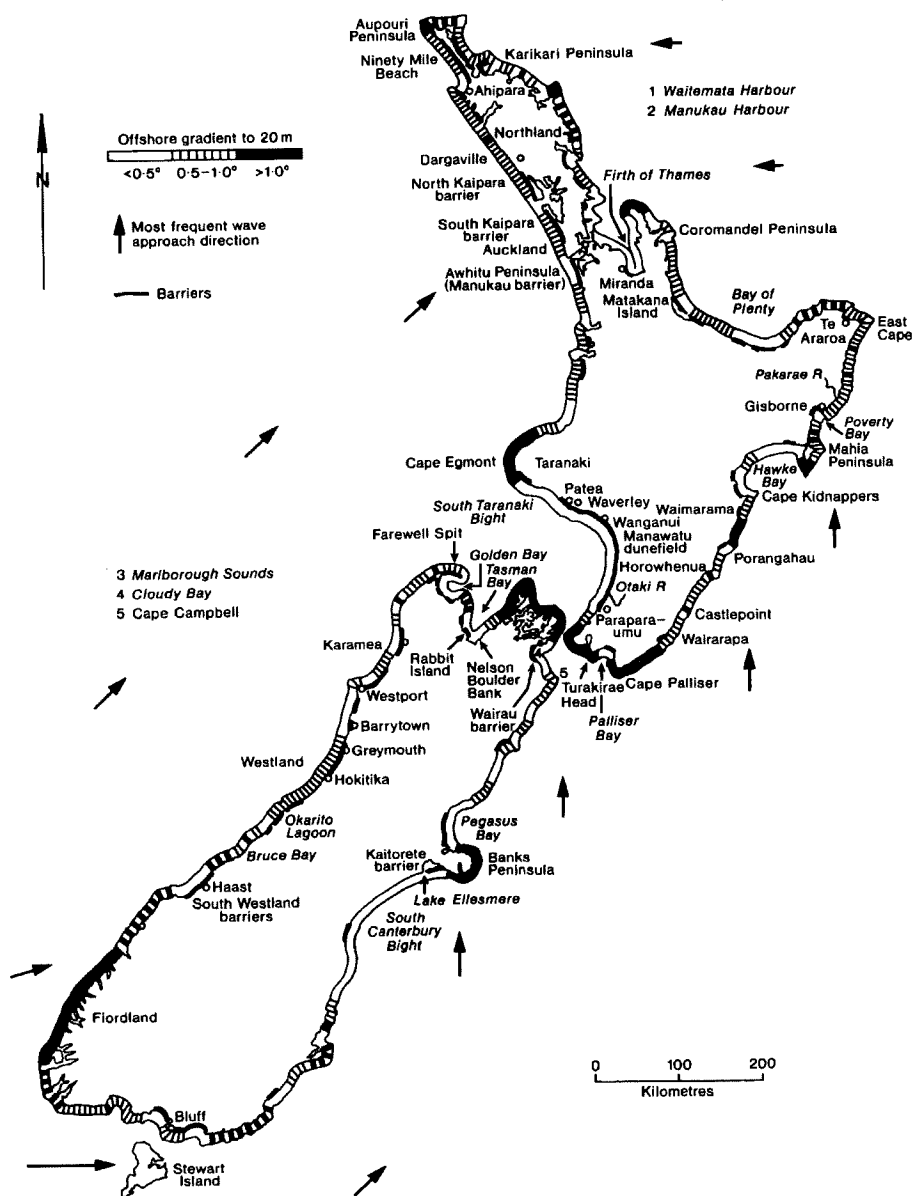 Aupouri
Peninsula
Ninety Mile
Beach
Karikari Peninsula
Ahipara
1 Waitemata Harbour
2 Manukau Harbour
Offshore gradient to 20 m
<0·5° 0·5–1·0° >1·0°
N
Most frequent wave
approach direction
Barriers
Northland
Dargaville
North Kaipara
barrier
Firth of Thames
South Kaipara
barrier
Auckland
Coromandel Peninsula
Awhitu Peninsula
(Manukau barrier)
Miranda
Matakana
Island
Bay of
Plenty
Te
Araroa
East
Cape
Pakarae R
Gisborne
Poverty
Bay
Mahia
Peninsula
Hawke
Bay
Cape Kidnappers
Cape Egmont
Taranaki
Patea
Waverley
South Taranaki
Bight
Wanganui
Manawatu
dunefield
Waimarama
Horowhenua
Porangahau
Otaki R
Parapara-
umu
Castlepoint
Wairarapa
Farewell Spit
Golden Bay
Tasman
Bay
3 Marlborough Sounds
4 Cloudy Bay
5 Cape Campbell
Karamea
Rabbit
Island
Nelson
Boulder
Bank
Wairau
barrier
5
Turakirae
Head
Cape Palliser
Palliser
Bay
Westport
Barrytown
Westland
Greymouth
Hokitika
Okarito
Lagoon
Bruce Bay
Pegasus
Bay
Kaitorete
barrier
Banks
Peninsula
Lake Ellesmere
Haast
South Westland
barriers
South
Canterbury
Bight
Fiordland
Bluff
Stewart
Island
0 100 200
Kilometres